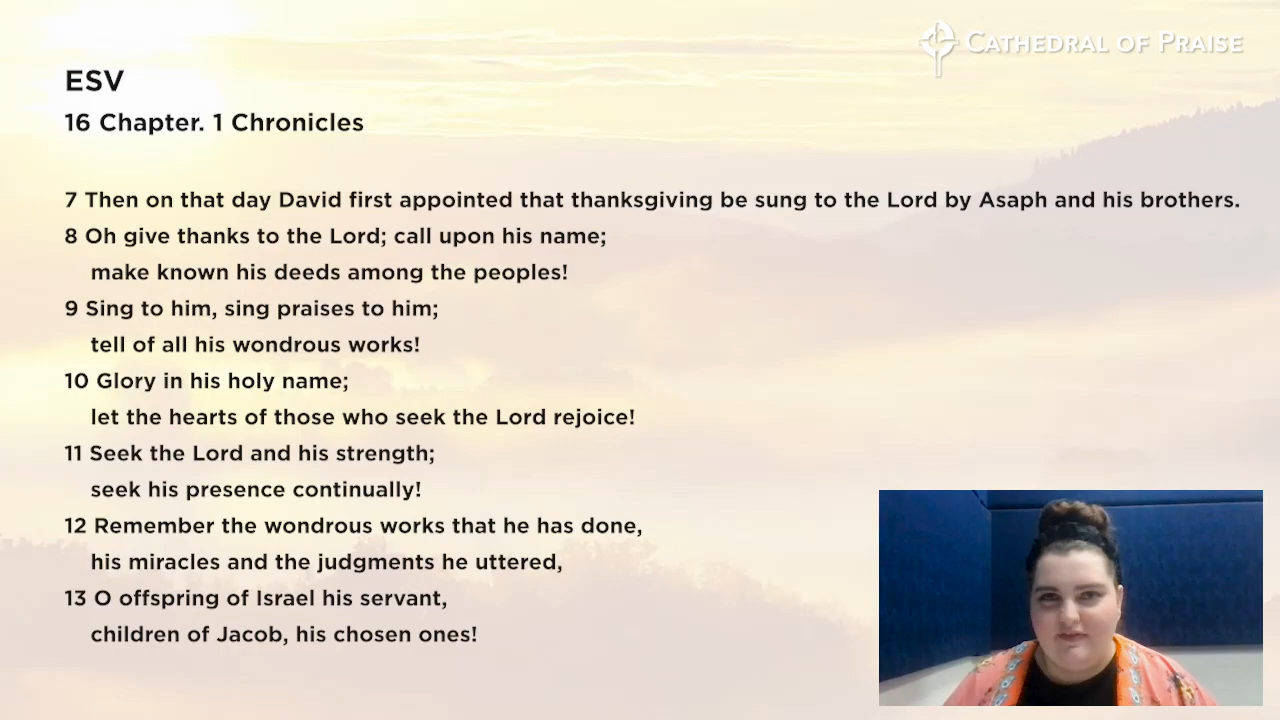 CATHEDRAL OF PRAISE
ESV
16 Chapter. 1 Chronicles
7 Then on that day David first appointed that thanksgiving be sung to the Lord by Asaph and his brothers.
8 Oh give thanks to the Lord; call upon his name;
make known his deeds among the peoples!
9 Sing to him, sing praises to him;
tell of all his wondrous works!
10 Glory in his holy name;
let the hearts of those who seek the Lord rejoice!
11 Seek the Lord and his strength;
seek his presence continually!
12 Remember the wondrous works that he has done,
his miracles and the judgments he uttered,
13 O offspring of Israel his servant,
children of Jacob, his chosen ones!